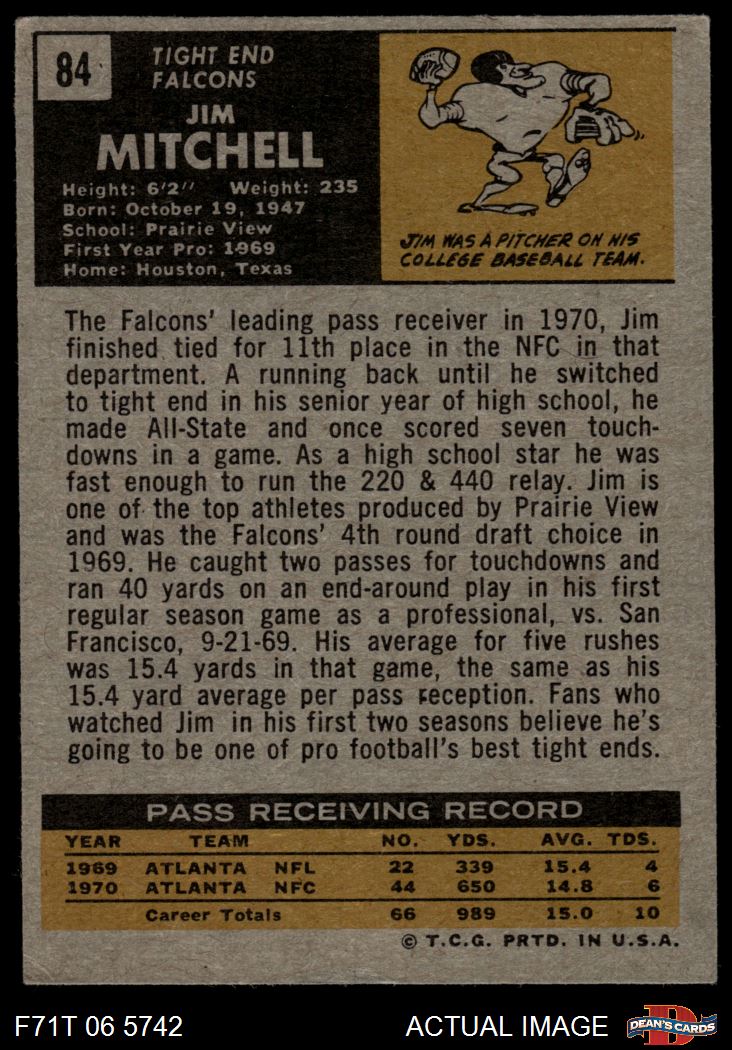 84
TIGHT END
FALCONS
JIM
MITCHELL
Height: 6'2" Weight: 235
Born: October 19, 1947
School: Prairie View
First Year Pro: 1969
Home: Houston, Texas
JIM WAS A PITCHER ON HIS
COLLEGE BASEBALL TEAM.
The Falcons' leading pass receiver in 1970, Jim
finished tied for 11th place in the NFC in that
department. A running back until he switched
to tight end in his senior year of high school, he
made All-State and once scored seven touch-
downs in a game. As a high school star he was
fast enough to run the 220 & 440 relay. Jim is
one of the top athletes produced by Prairie View
and was the Falcons' 4th round draft choice in
1969. He caught two passes for touchdowns and
ran 40 yards on an end-around play in his first
regular season game as a professional, vs. San
Francisco, 9-21-69. His average for five rushes
was 15.4 yards in that game, the same as his
15.4 yard average per pass reception. Fans who
watched Jim in his first two seasons believe he's
going to be one of pro football's best tight ends.
PASS RECEIVING RECORD
YEAR TEAM NO. YDS. AVG. TDS.
1969 ATLANTA NFL 22 339 15.4 4
1970 ATLANTA NFC 44 650 14.8 6
Career Totals 66 989 15.0 10
© T.C.G. PRTD. IN U.S.A.
F71T 06 5742 ACTUAL IMAGE D DEAN'S CARDS